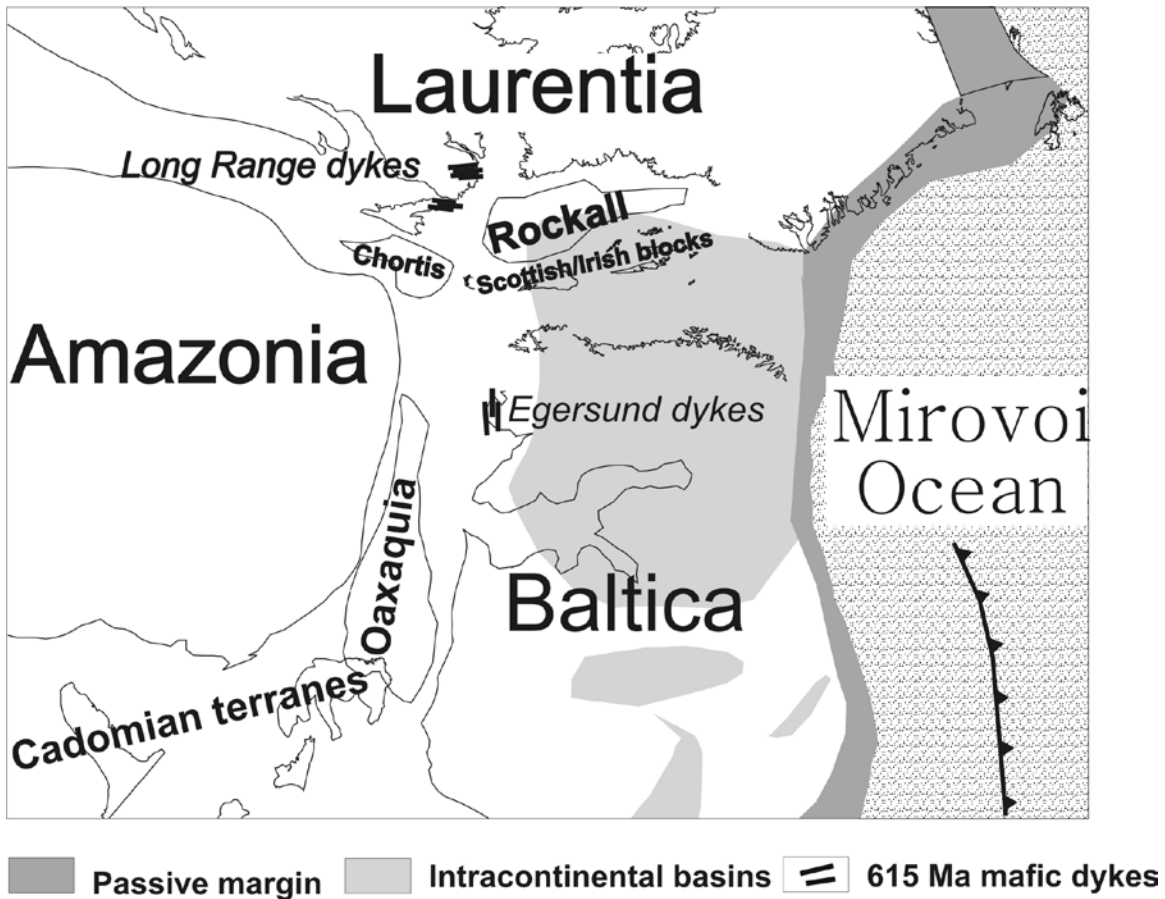 Laurentia
Long Range dykes
Rockall
Chortis
Scottish/Irish blocks
Amazonia
Egersund dykes
Mirovoi
Ocean
Oaxaquia
Baltica
Cadomian terranes
Passive margin
Intracontinental basins
615 Ma mafic dykes